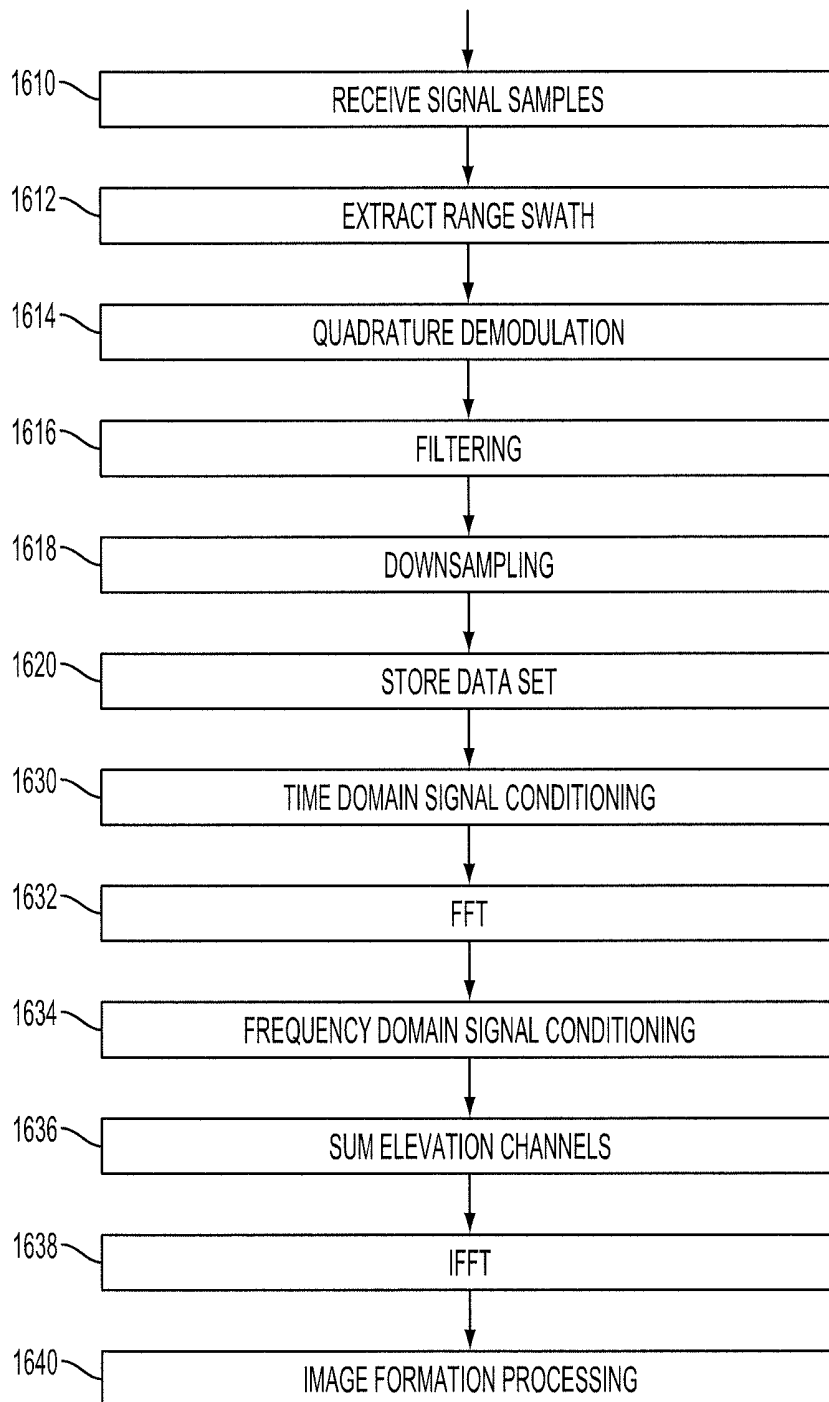 1610 RECEIVE SIGNAL SAMPLES
1612 EXTRACT RANGE SWATH
1614 QUADRATURE DEMODULATION
1616 FILTERING
1618 DOWNSAMPLING
1620 STORE DATA SET
1630 TIME DOMAIN SIGNAL CONDITIONING
1632 FFT
1634 FREQUENCY DOMAIN SIGNAL CONDITIONING
1636 SUM ELEVATION CHANNELS
1638 IFFT
1640 IMAGE FORMATION PROCESSING